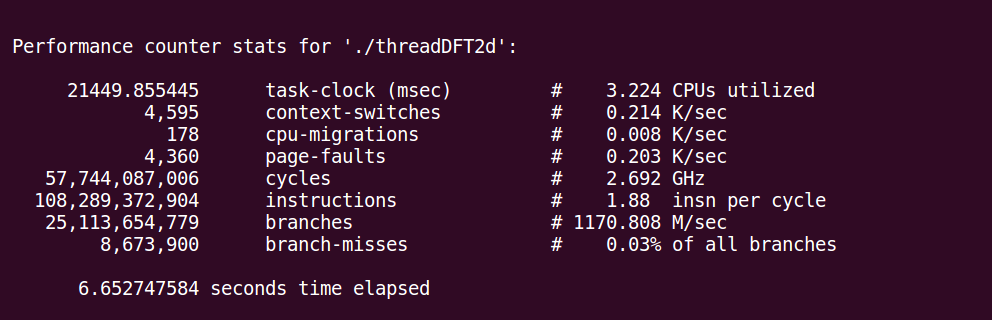 Performance counter stats for './threadDFT2d':
21449.855445 task-clock (msec) # 3.224 CPUs utilized
4,595 context-switches # 0.214 K/sec
178 cpu-migrations # 0.008 K/sec
4,360 page-faults # 0.203 K/sec
57,744,087,006 cycles # 2.692 GHz
108,289,372,904 instructions # 1.88 insn per cycle
25,113,654,779 branches # 1170.808 M/sec
8,673,900 branch-misses # 0.03% of all branches
6.652747584 seconds time elapsed